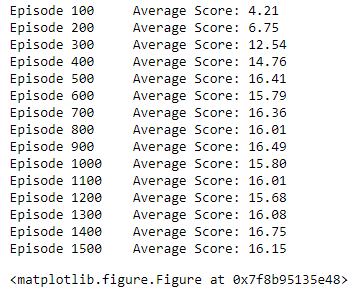 Episode 100 Average Score: 4.21
Episode 200 Average Score: 6.75
Episode 300 Average Score: 12.54
Episode 400 Average Score: 14.76
Episode 500 Average Score: 16.41
Episode 600 Average Score: 15.79
Episode 700 Average Score: 16.36
Episode 800 Average Score: 16.01
Episode 900 Average Score: 16.49
Episode 1000 Average Score: 15.80
Episode 1100 Average Score: 16.01
Episode 1200 Average Score: 15.68
Episode 1300 Average Score: 16.08
Episode 1400 Average Score: 16.75
Episode 1500 Average Score: 16.15
<matplotlib.figure.Figure at 0x7f8b95135e48>